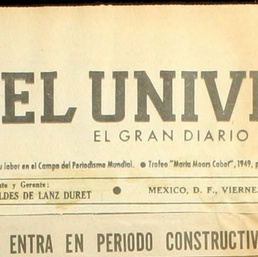 EL UNIV
EL GRAN DIARIO
labor en el Campo del Periodismo Mundial. ● Trofeo "María Moors Cabot", 1949, p
te y Gerente:
LDES DE LANZ DURET ● MEXICO, D. F., VIERNE
ENTRA EN PERIODO CONSTRUCTIV